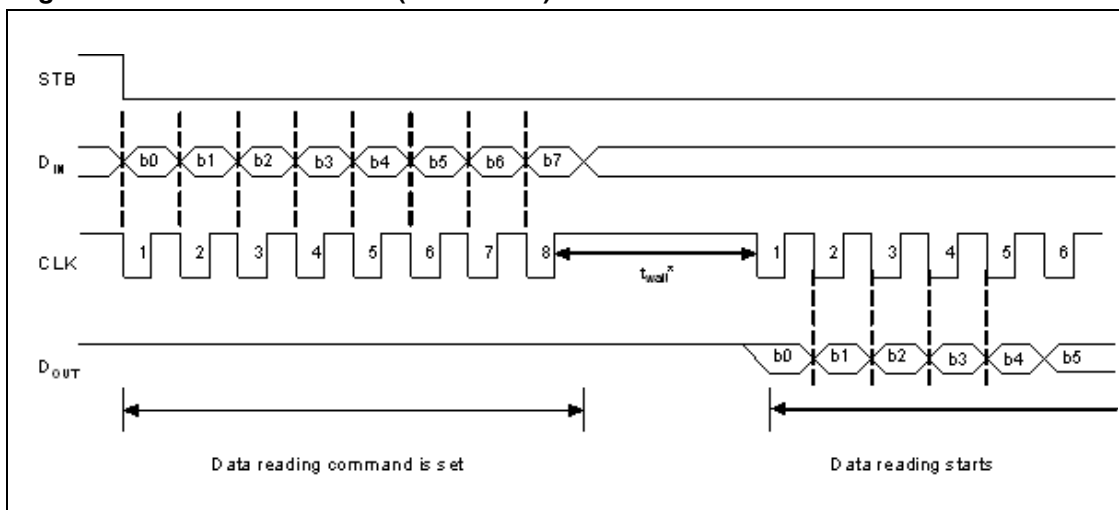 STB
D IN b0 b1 b2 b3 b4 b5 b6 b7
CLK 1 2 3 4 5 6 7 8 1 2 3 4 5 6
twait*
DOUT b0 b1 b2 b3 b4 b5
Data reading command is set
Data reading starts